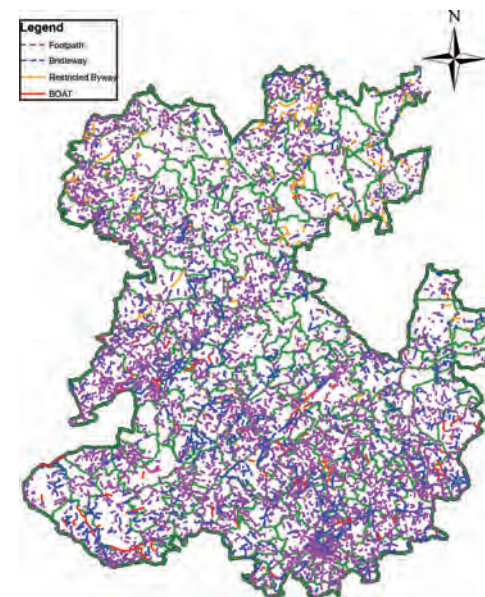 N
Legend
Footpath
Bridleway
Restricted Byway
BOAT